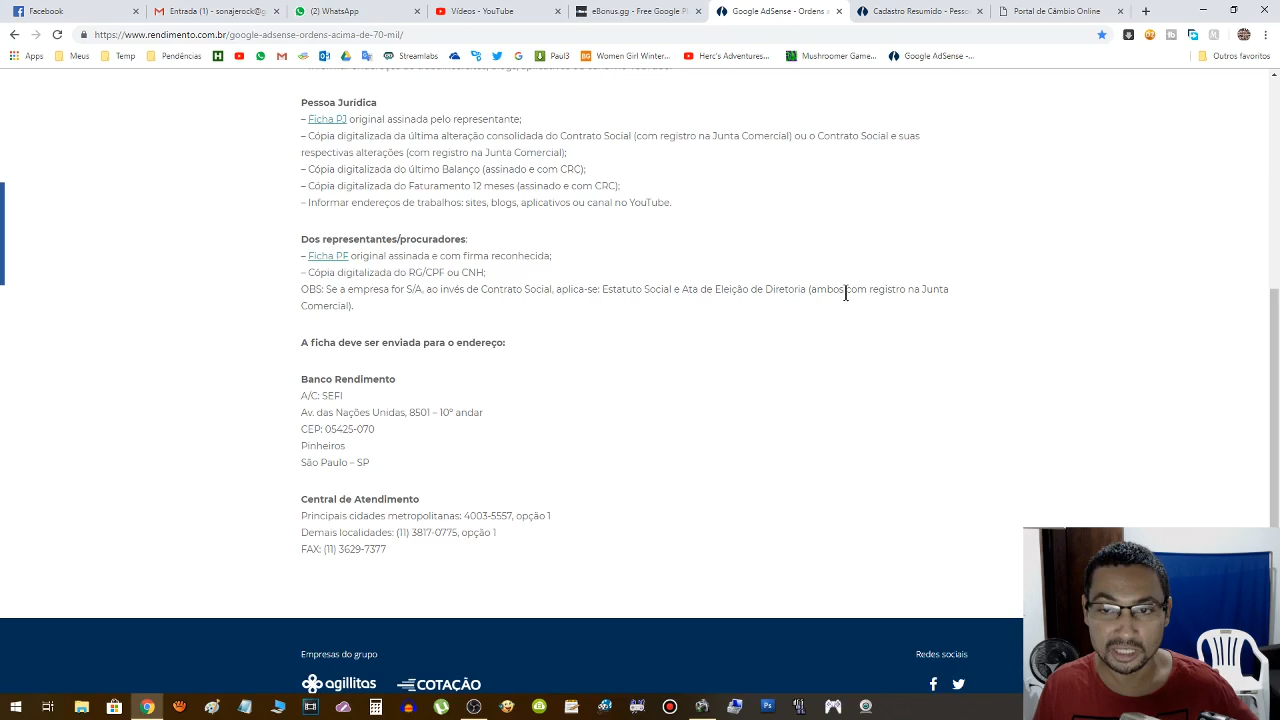 Facebook
Entrada (1) - sonajerock@g
(2) WhatsApp
Vídeos - YouTube
eBonus.gg - Free Google Pl
Google AdSense - Ordens a
Cadastro Resumido - Pesso
Portal de Câmbio Online
https://www.rendimento.com.br/google-adsense-ordens-acima-de-70-mil/
Apps
Meus
Temp
Pendências
Sonhos Inteligentes
Paul3
Women Girl Winter...
Herc's Adventures...
Mushroomer Game...
Google AdSense -...
Outros favoritos
Pessoa Jurídica
– Ficha PJ original assinada pelo representante;
– Cópia digitalizada da última alteração consolidada do Contrato Social (com registro na Junta Comercial) ou o Contrato Social e suas
respectivas alterações (com registro na Junta Comercial);
– Cópia digitalizada do último Balanço (assinado e com CRC);
– Cópia digitalizada do Faturamento 12 meses (assinado e com CRC);
– Informar endereços de trabalhos: sites, blogs, aplicativos ou canal no YouTube.
Dos representantes/procuradores:
– Ficha PF original assinada e com firma reconhecida;
– Cópia digitalizada do RG/CPF ou CNH;
OBS: Se a empresa for S/A, ao invés de Contrato Social, aplica-se: Estatuto Social e Ata de Eleição de Diretoria (ambos com registro na Junta
Comercial).
A ficha deve ser enviada para o endereço:
Banco Rendimento
A/C: SEFI
Av. das Nações Unidas, 8501 – 10º andar
CEP: 05425-070
Pinheiros
São Paulo – SP
Central de Atendimento
Principais cidades metropolitanas: 4003-5557, opção 1
Demais localidades: (11) 3817-0775, opção 1
FAX: (11) 3629-7377
Empresas do grupo
Redes sociais
agillitas
COTAÇÃO